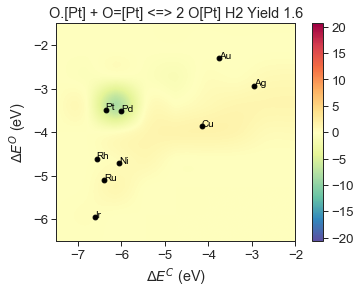 O.[Pt] + O=[Pt] <=> 2 O[Pt] H2 Yield 1.6
ΔE^O (eV)
−2
−3
−4
−5
−6
Au
Ag
Pt
Pd
Cu
Rh
Ni
Ru
Ir
−7 −6 −5 −4 −3 −2
ΔE^C (eV)
20
15
10
5
0
−5
−10
−15
−20